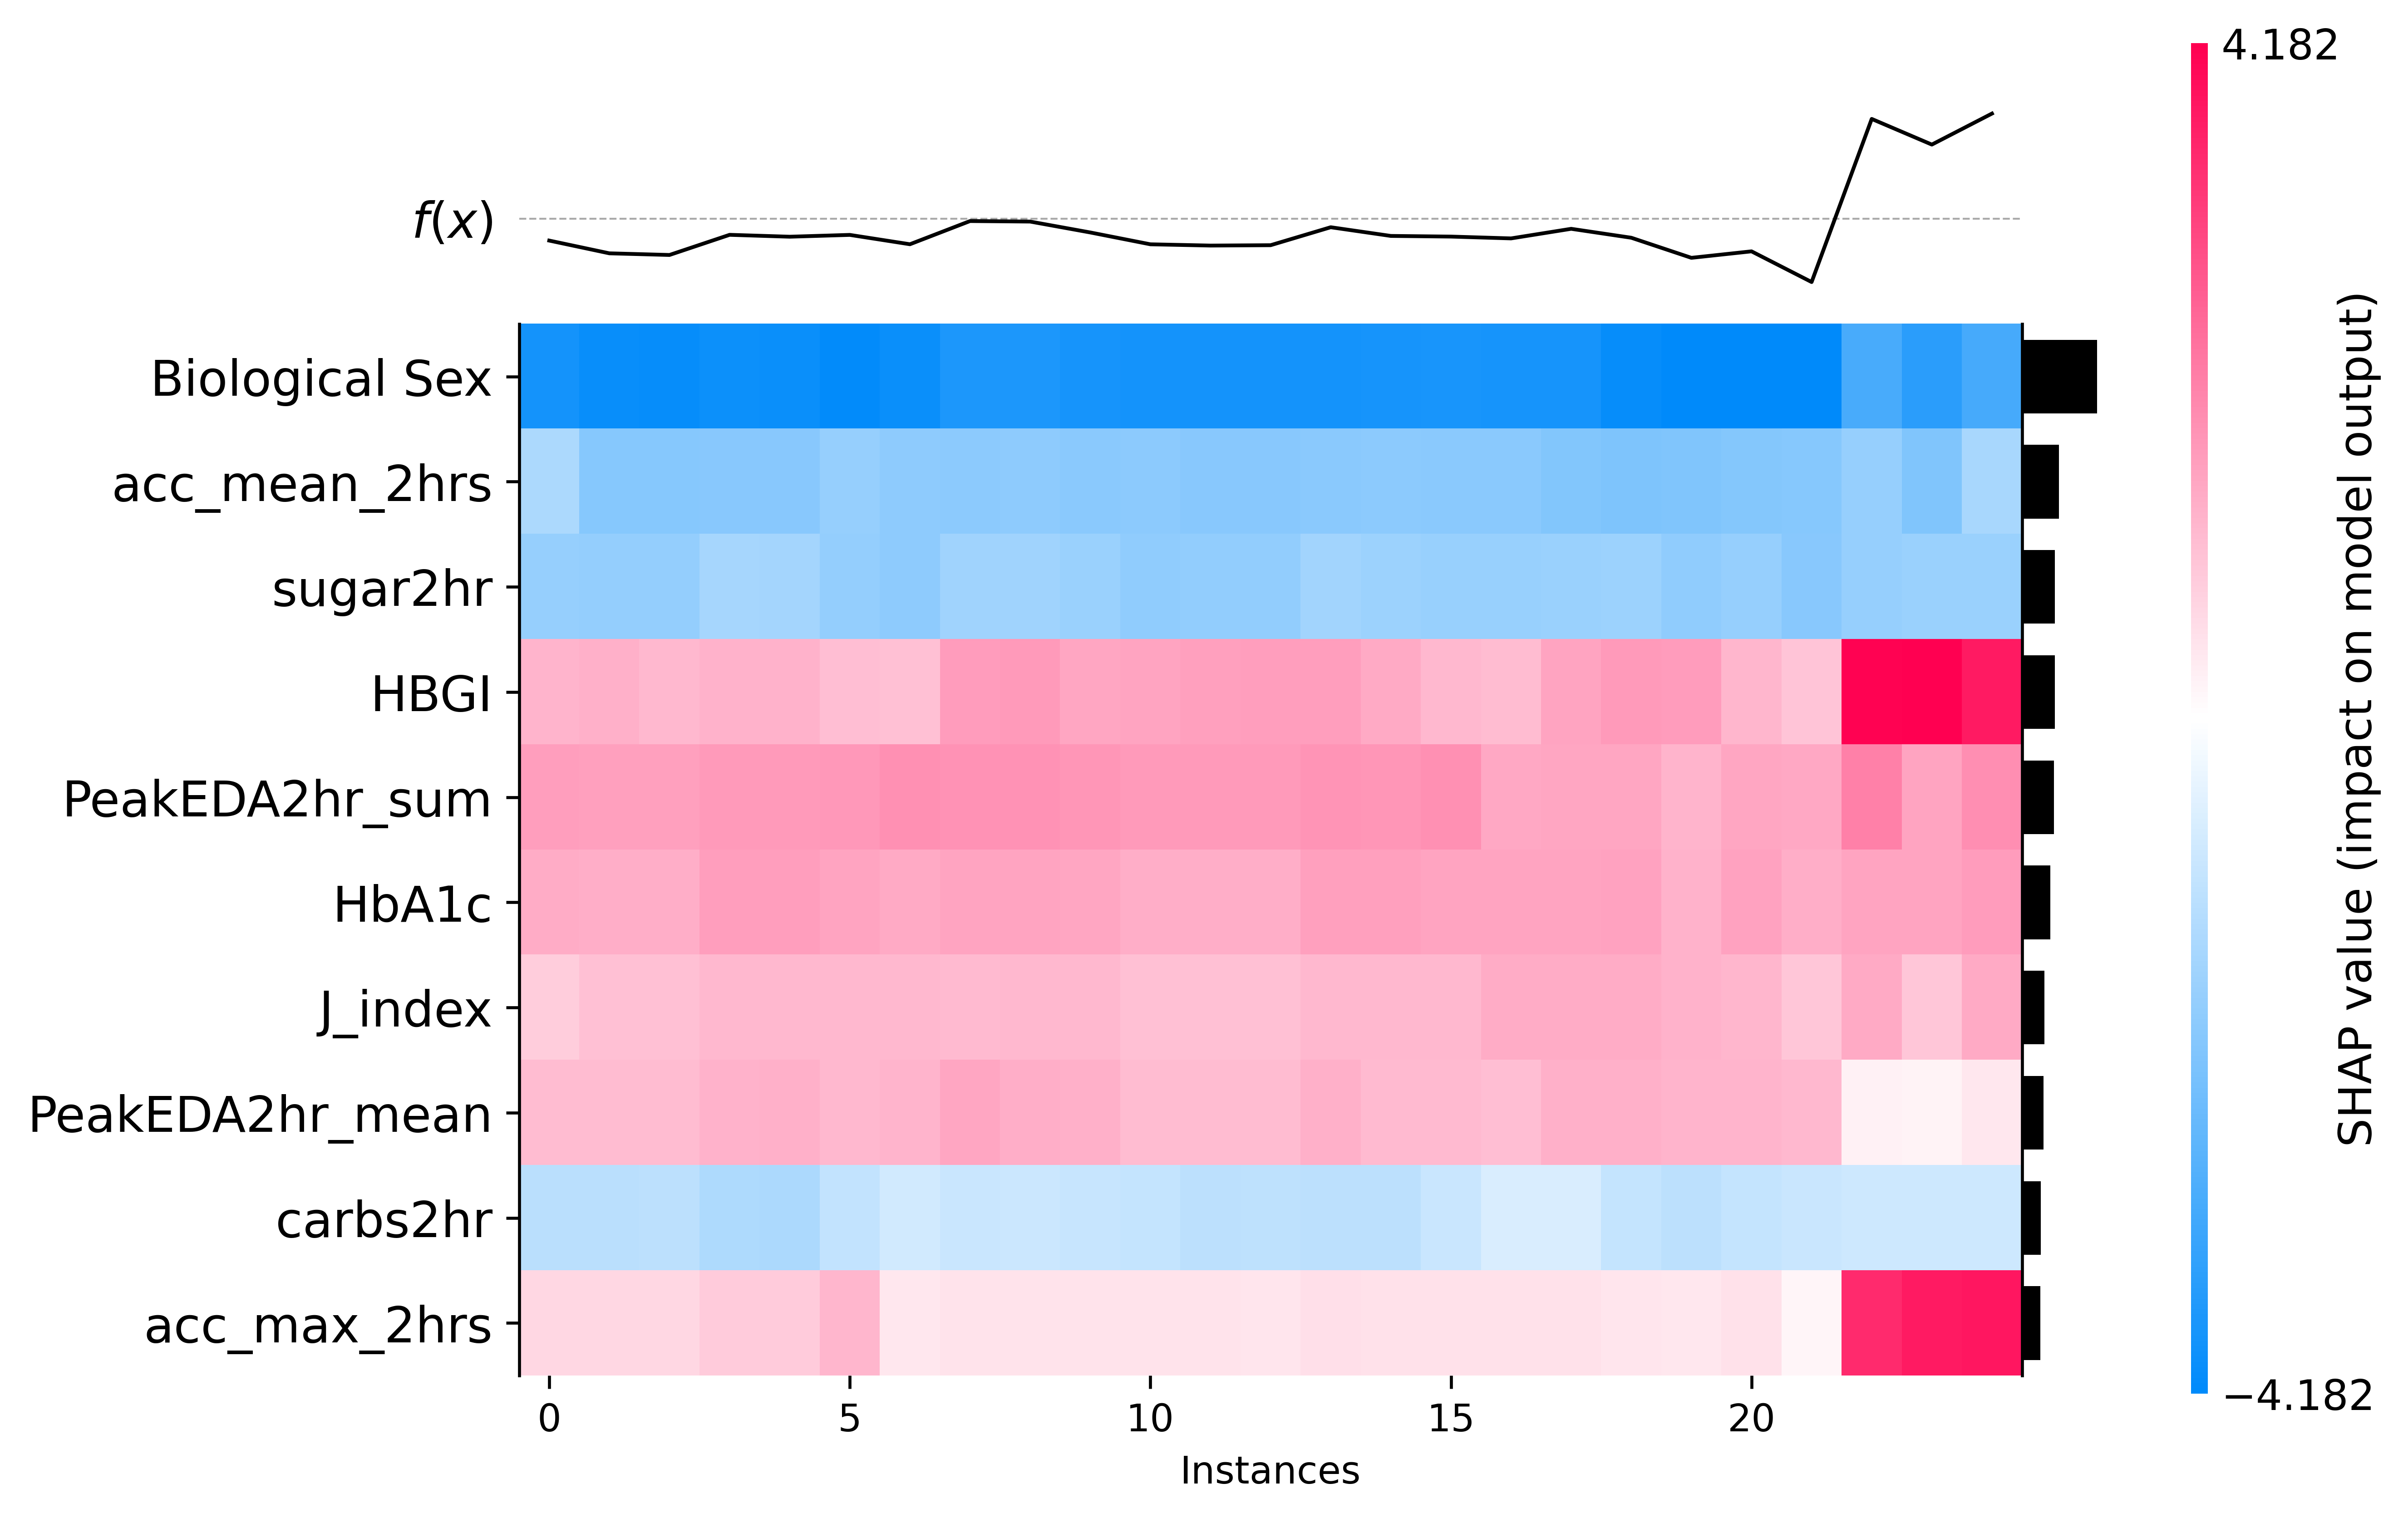 4.182
f(x)
Biological Sex
acc_mean_2hrs
sugar2hr
HBGI
PeakEDA2hr_sum
HbA1c
J_index
PeakEDA2hr_mean
carbs2hr
acc_max_2hrs
0 5 10 15 20
Instances
−4.182
SHAP value (impact on model output)